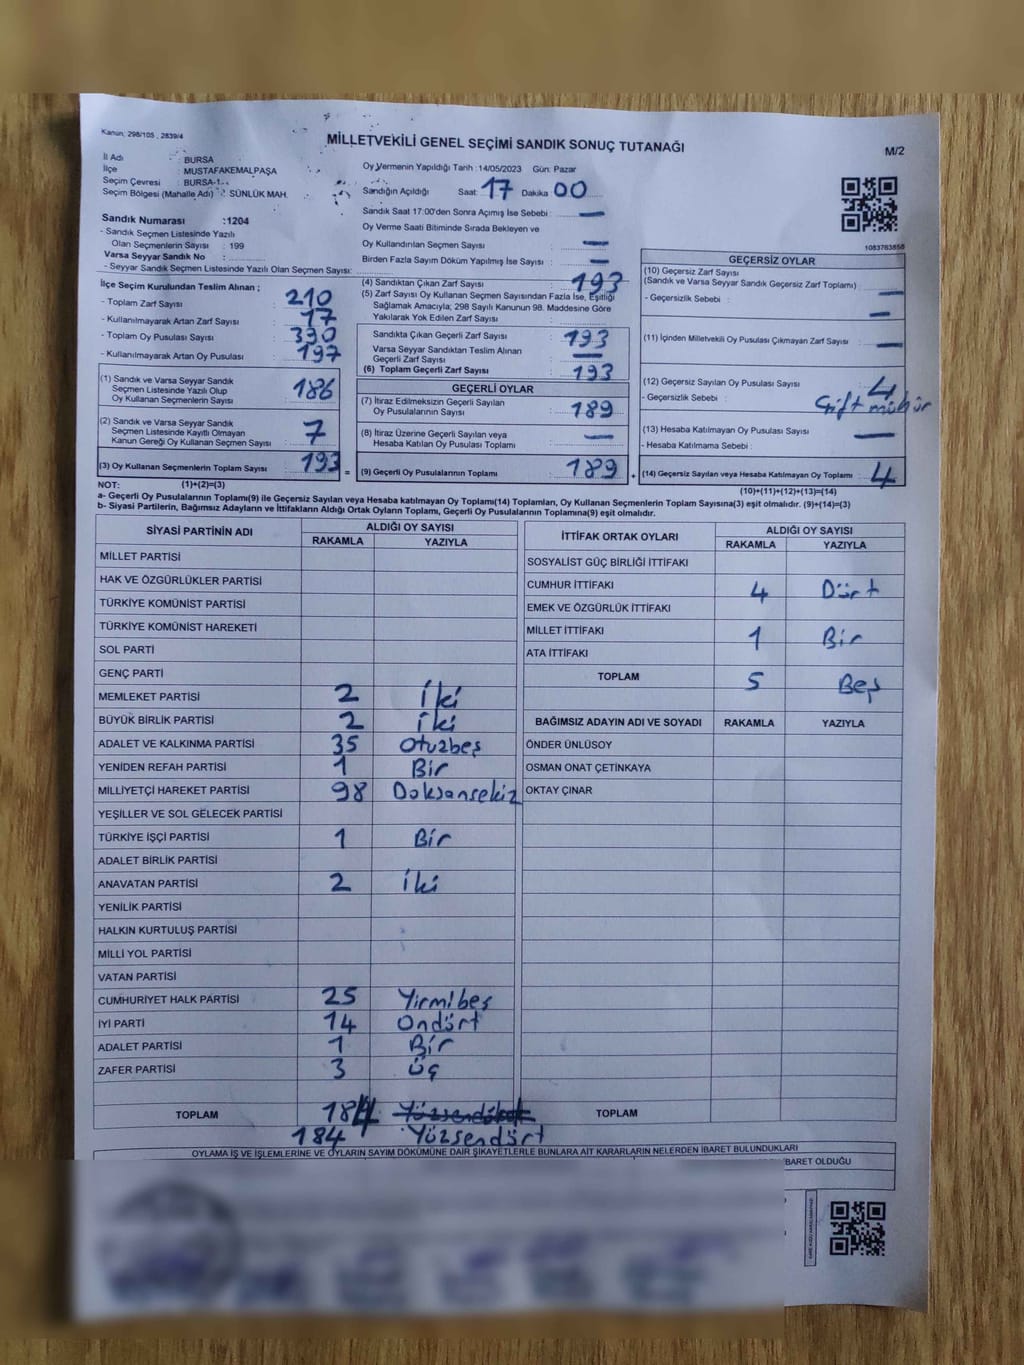 Kanun, 298/105 , 2839/4
MİLLETVEKİLİ GENEL SEÇİMİ SANDIK SONUÇ TUTANAĞI
M/2
İl Adı : BURSA
İlçe : MUSTAFAKEMALPAŞA
Seçim Çevresi : BURSA-1
Seçim Bölgesi (Mahalle Adı) : SÜNLÜK MAH.
Oy Vermenin Yapıldığı Tarih : 14/05/2023 Gün: Pazar
Sandığın Açıldığı Saat: 17 Dakika 00
Sandık Saat 17:00'den Sonra Açılmış İse Sebebi : —
Oy Verme Saati Bitiminde Sırada Bekleyen ve
Oy Kullandırılan Seçmen Sayısı : —
Birden Fazla Sayım Döküm Yapılmış İse Sayısı : —
1083783858
Sandık Numarası :1204
- Sandık Seçmen Listesinde Yazılı
Olan Seçmenlerin Sayısı : 199
Varsa Seyyar Sandık No :
- Seyyar Sandık Seçmen Listesinde Yazılı Olan Seçmen Sayısı:
İlçe Seçim Kurulundan Teslim Alınan ;
- Toplam Zarf Sayısı : 210
- Kullanılmayarak Artan Zarf Sayısı : 17
- Toplam Oy Pusulası Sayısı : 390
- Kullanılmayarak Artan Oy Pusulası : 197
(1) Sandık ve Varsa Seyyar Sandık
Seçmen Listesinde Yazılı Olup
Oy Kullanan Seçmenlerin Sayısı : 186
(2) Sandık ve Varsa Seyyar Sandık
Seçmen Listesinde Kayıtlı Olmayan
Kanun Gereği Oy Kullanan Seçmen Sayısı : 7
(3) Oy Kullanan Seçmenlerin Toplam Sayısı : 193 =
(4) Sandıktan Çıkan Zarf Sayısı : 193
(5) Zarf Sayısı Oy Kullanan Seçmen Sayısından Fazla İse, Eşitliği
Sağlamak Amacıyla; 298 Sayılı Kanunun 98. Maddesine Göre
Yakılarak Yok Edilen Zarf Sayısı :
Sandıkta Çıkan Geçerli Zarf Sayısı : 193
Varsa Seyyar Sandıktan Teslim Alınan
Geçerli Zarf Sayısı : —
(6) Toplam Geçerli Zarf Sayısı : 193
GEÇERLİ OYLAR
(7) İtiraz Edilmeksizin Geçerli Sayılan
Oy Pusulalarının Sayısı : 189
(8) İtiraz Üzerine Geçerli Sayılan veya
Hesaba Katılan Oy Pusulası Toplamı : —
(9) Geçerli Oy Pusulalarının Toplamı : 189 +
GEÇERSİZ OYLAR
(10) Geçersiz Zarf Sayısı
(Sandık ve Varsa Seyyar Sandık Geçersiz Zarf Toplamı) : —
- Geçersizlik Sebebi : —
(11) İçinden Milletvekili Oy Pusulası Çıkmayan Zarf Sayısı : —
(12) Geçersiz Sayılan Oy Pusulası Sayısı : 4
- Geçersizlik Sebebi : Çift mühür
(13) Hesaba Katılmayan Oy Pusulası Sayısı : —
- Hesaba Katılmama Sebebi :
(14) Geçersiz Sayılan veya Hesaba Katılmayan Oy Toplamı : 4
NOT: (1)+(2)=(3)
(10)+(11)+(12)+(13)=(14)
a- Geçerli Oy Pusulalarının Toplamı(9) ile Geçersiz Sayılan veya Hesaba katılmayan Oy Toplamı(14) Toplamları, Oy Kullanan Seçmenlerin Toplam Sayısına(3) eşit olmalıdır. (9)+(14)=(3)
b- Siyasi Partilerin, Bağımsız Adayların ve İttifakların Aldığı Ortak Oyların Toplamı, Geçerli Oy Pusulalarının Toplamına(9) eşit olmalıdır.
SİYASİ PARTİNİN ADI ALDIĞI OY SAYISI
RAKAMLA YAZIYLA
MİLLET PARTİSİ
HAK VE ÖZGÜRLÜKLER PARTİSİ
TÜRKİYE KOMÜNİST PARTİSİ
TÜRKİYE KOMÜNİST HAREKETİ
SOL PARTİ
GENÇ PARTİ
MEMLEKET PARTİSİ 2 İki
BÜYÜK BİRLİK PARTİSİ 2 İki
ADALET VE KALKINMA PARTİSİ 35 Otuzbeş
YENİDEN REFAH PARTİSİ 1 Bir
MİLLİYETÇİ HAREKET PARTİSİ 98 Doksansekiz
YEŞİLLER VE SOL GELECEK PARTİSİ
TÜRKİYE İŞÇİ PARTİSİ 1 Bir
ADALET BİRLİK PARTİSİ
ANAVATAN PARTİSİ 2 İki
YENİLİK PARTİSİ
HALKIN KURTULUŞ PARTİSİ
MİLLİ YOL PARTİSİ
VATAN PARTİSİ
CUMHURİYET HALK PARTİSİ 25 Yirmibeş
İYİ PARTİ 14 Ondört
ADALET PARTİSİ 1 Bir
ZAFER PARTİSİ 3 Üç
TOPLAM 184
184 Yüzsendört
İTTİFAK ORTAK OYLARI ALDIĞI OY SAYISI
RAKAMLA YAZIYLA
SOSYALİST GÜÇ BİRLİĞİ İTTİFAKI
CUMHUR İTTİFAKI 4 Dört
EMEK VE ÖZGÜRLÜK İTTİFAKI
MİLLET İTTİFAKI 1 Bir
ATA İTTİFAKI
TOPLAM 5 Beş
BAĞIMSIZ ADAYIN ADI VE SOYADI RAKAMLA YAZIYLA
ÖNDER ÜNLÜSOY
OSMAN ONAT ÇETİNKAYA
OKTAY ÇINAR
TOPLAM
OYLAMA İŞ VE İŞLEMLERİNE VE OYLARIN SAYIM DÖKÜMÜNE DAİR ŞİKAYETLERLE BUNLARA AİT KARARLARIN NELERDEN İBARET BULUNDUKLARI
BARET OLDUĞU